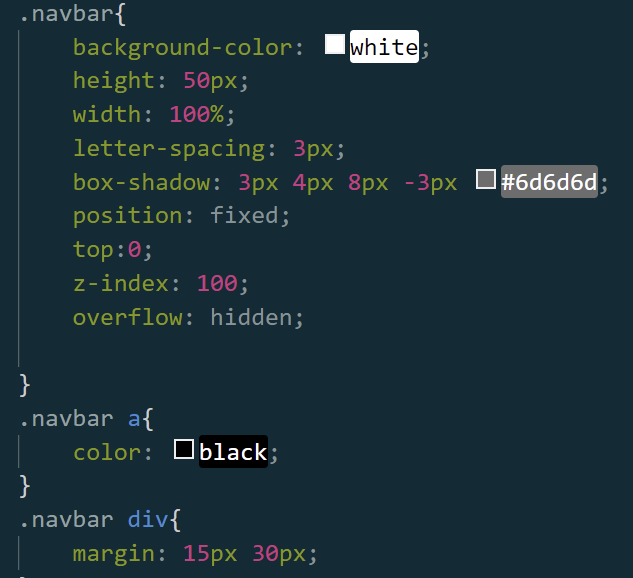 .navbar{
background-color: white;
height: 50px;
width: 100%;
letter-spacing: 3px;
box-shadow: 3px 4px 8px -3px #6d6d6d;
position: fixed;
top:0;
z-index: 100;
overflow: hidden;
}
.navbar a{
color: black;
}
.navbar div{
margin: 15px 30px;